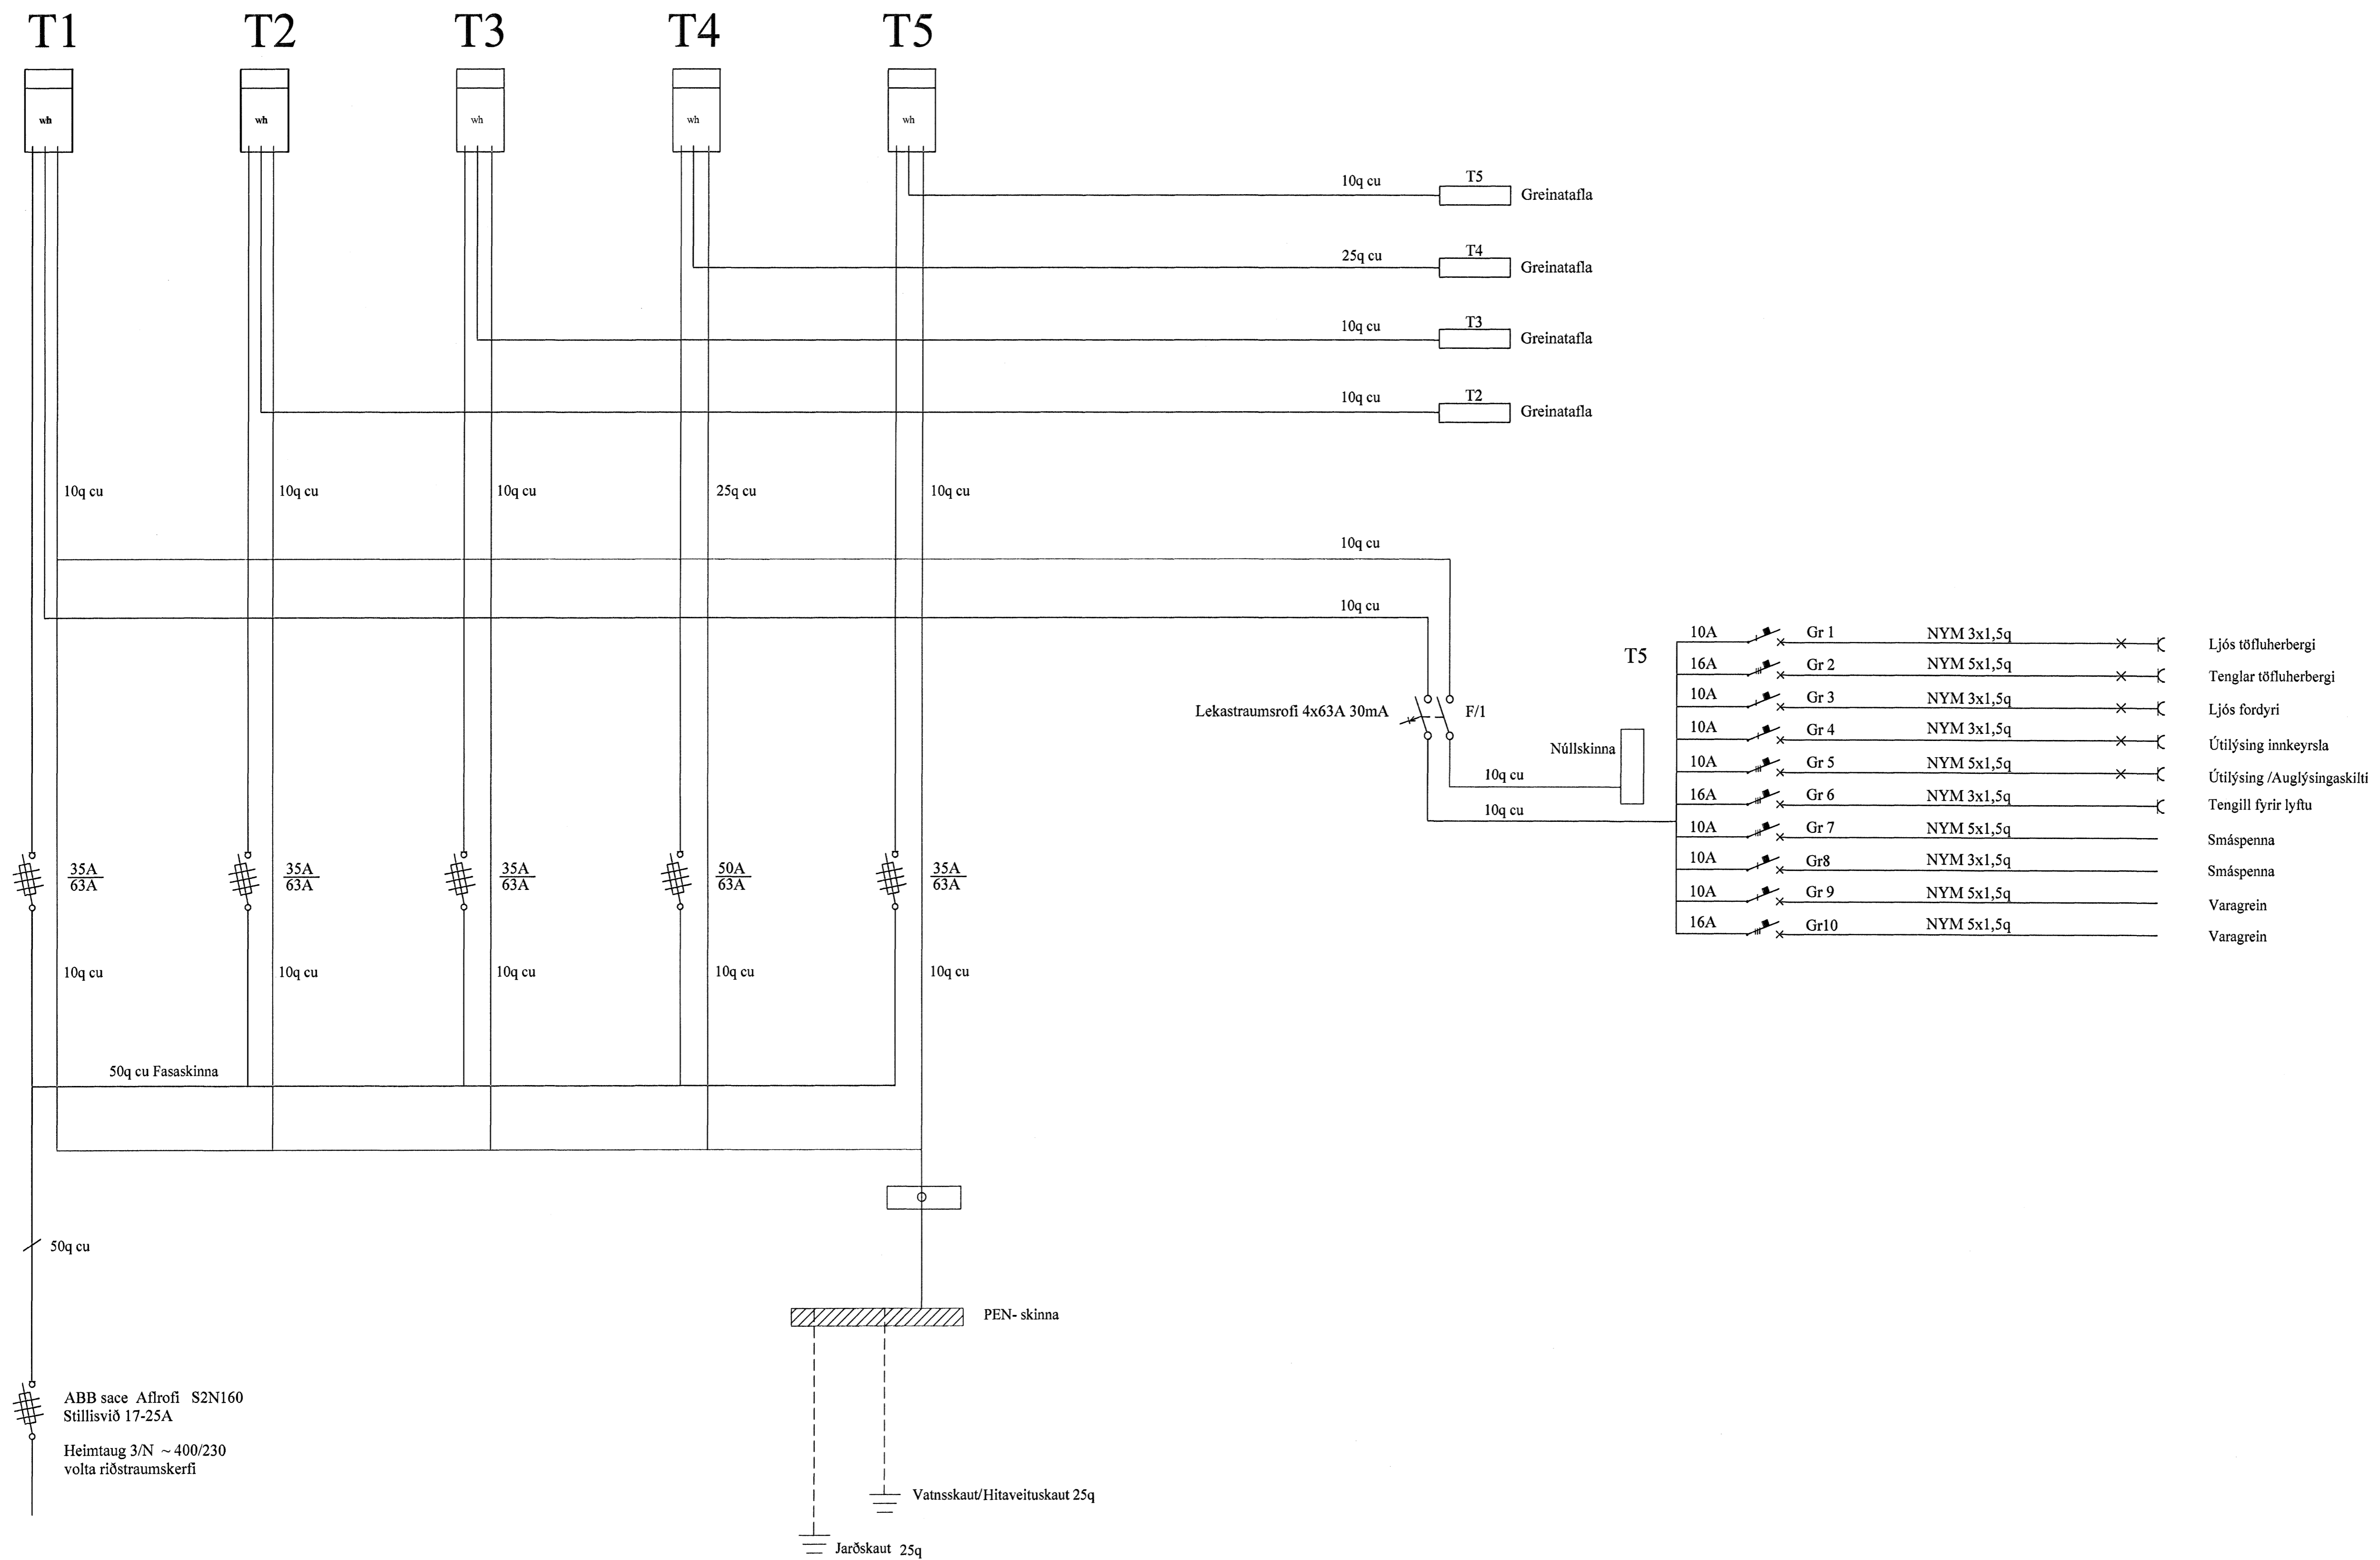 T1 T2 T3 T4 T5
wh wh wh wh wh
10q cu T5 Greinatafla
25q cu T4 Greinatafla
10q cu T3 Greinatafla
10q cu T2 Greinatafla
10q cu 10q cu 10q cu 25q cu 10q cu
10q cu
10q cu
Lekastraumsrofi 4x63A 30mA F/1
Núllskinna
10q cu
10q cu
T5
10A Gr 1 NYM 3x1,5q Ljós töfluherbergi
16A Gr 2 NYM 5x1,5q Tenglar töfluherbergi
10A Gr 3 NYM 3x1,5q Ljós fordyri
10A Gr 4 NYM 3x1,5q Útilýsing innkeyrsla
10A Gr 5 NYM 5x1,5q Útilýsing /Auglýsingaskilti
16A Gr 6 NYM 3x1,5q Tengill fyrir lyftu
10A Gr 7 NYM 5x1,5q Smáspenna
10A Gr8 NYM 3x1,5q Smáspenna
10A Gr 9 NYM 5x1,5q Varagrein
16A Gr10 NYM 5x1,5q Varagrein
35A 35A 35A 50A 35A
63A 63A 63A 63A 63A
10q cu 10q cu 10q cu 10q cu 10q cu
50q cu Fasaskinna
50q cu
PEN- skinna
ABB sace Aflrofi S2N160
Stillisvið 17-25A
Heimtaug 3/N ~ 400/230
volta riðstraumskerfi
Vatnsskaut/Hitaveituskaut 25q
Jarðskaut 25q